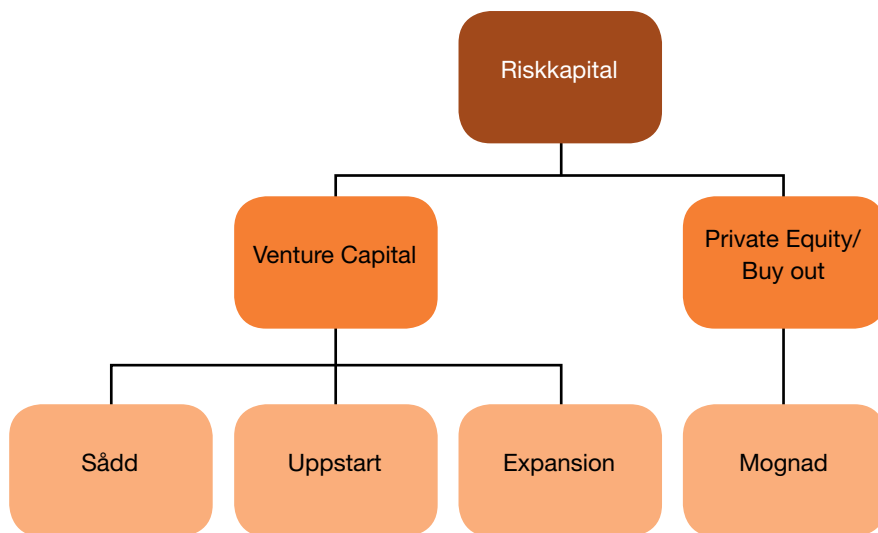 Riskkapital
Venture Capital
Private Equity/
Buy out
Sådd
Uppstart
Expansion
Mognad